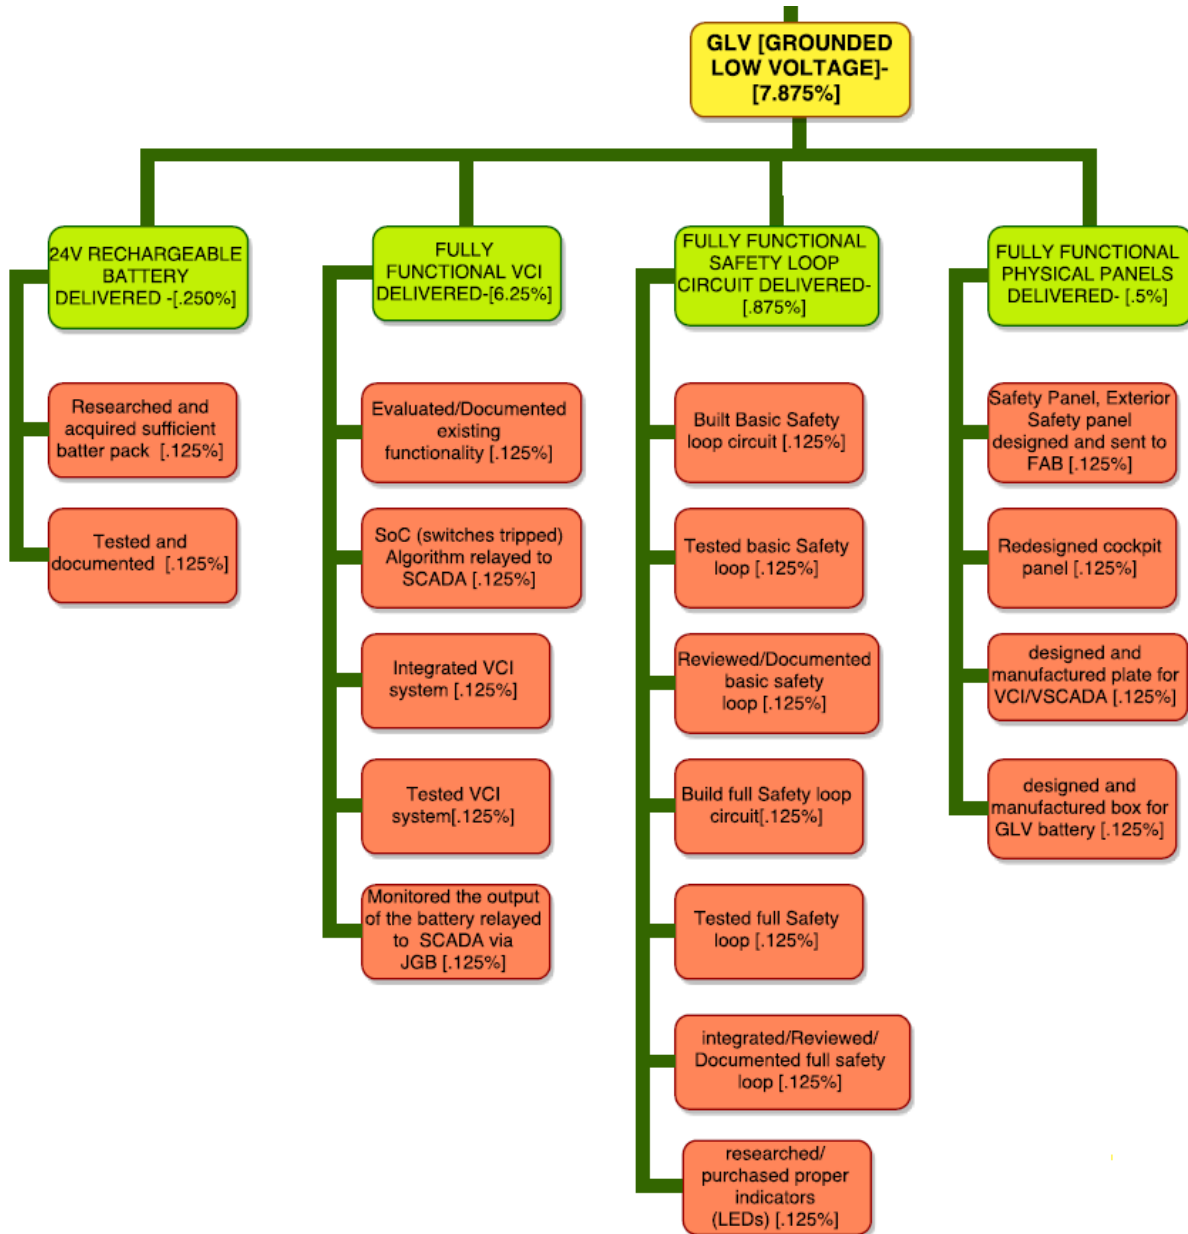 GLV [GROUNDED
LOW VOLTAGE]-
[7.875%]
24V RECHARGEABLE
BATTERY
DELIVERED -[.250%]
Researched and
acquired sufficient
batter pack [.125%]
Tested and
documented [.125%]
FULLY
FUNCTIONAL VCI
DELIVERED-[6.25%]
Evaluated/Documented
existing
functionality [.125%]
SoC (switches tripped)
Algorithm relayed to
SCADA [.125%]
Integrated VCI
system [.125%]
Tested VCI
system[.125%]
Monitored the output
of the battery relayed
to SCADA via
JGB [.125%]
FULLY FUNCTIONAL
SAFETY LOOP
CIRCUIT DELIVERED-
[.875%]
Built Basic Safety
loop circuit [.125%]
Tested basic Safety
loop [.125%]
Reviewed/Documented
basic safety
loop [.125%]
Build full Safety loop
circuit[.125%]
Tested full Safety
loop [.125%]
integrated/Reviewed/
Documented full safety
loop [.125%]
researched/
purchased proper
indicators
(LEDs) [.125%]
FULLY FUNCTIONAL
PHYSICAL PANELS
DELIVERED- [.5%]
Safety Panel, Exterior
Safety panel
designed and sent to
FAB [.125%]
Redesigned cockpit
panel [.125%]
designed and
manufactured plate for
VCI/VSCADA [.125%]
designed and
manufactured box for
GLV battery [.125%]